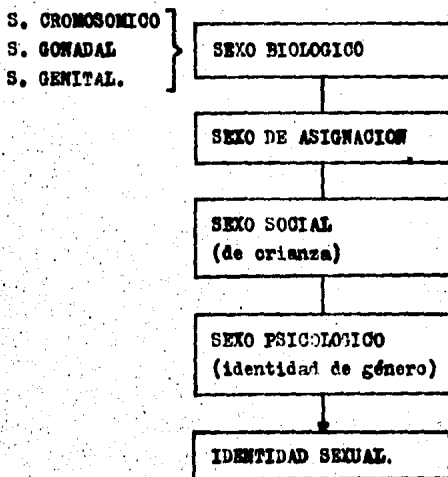 S. CROMOSOMICO
S. GONADAL
S. GENITAL.
SEXO BIOLOGICO
SEXO DE ASIGNACION
SEXO SOCIAL
(de crianza)
SEXO PSICOLOGICO
(identidad de género)
IDENTIDAD SEXUAL.